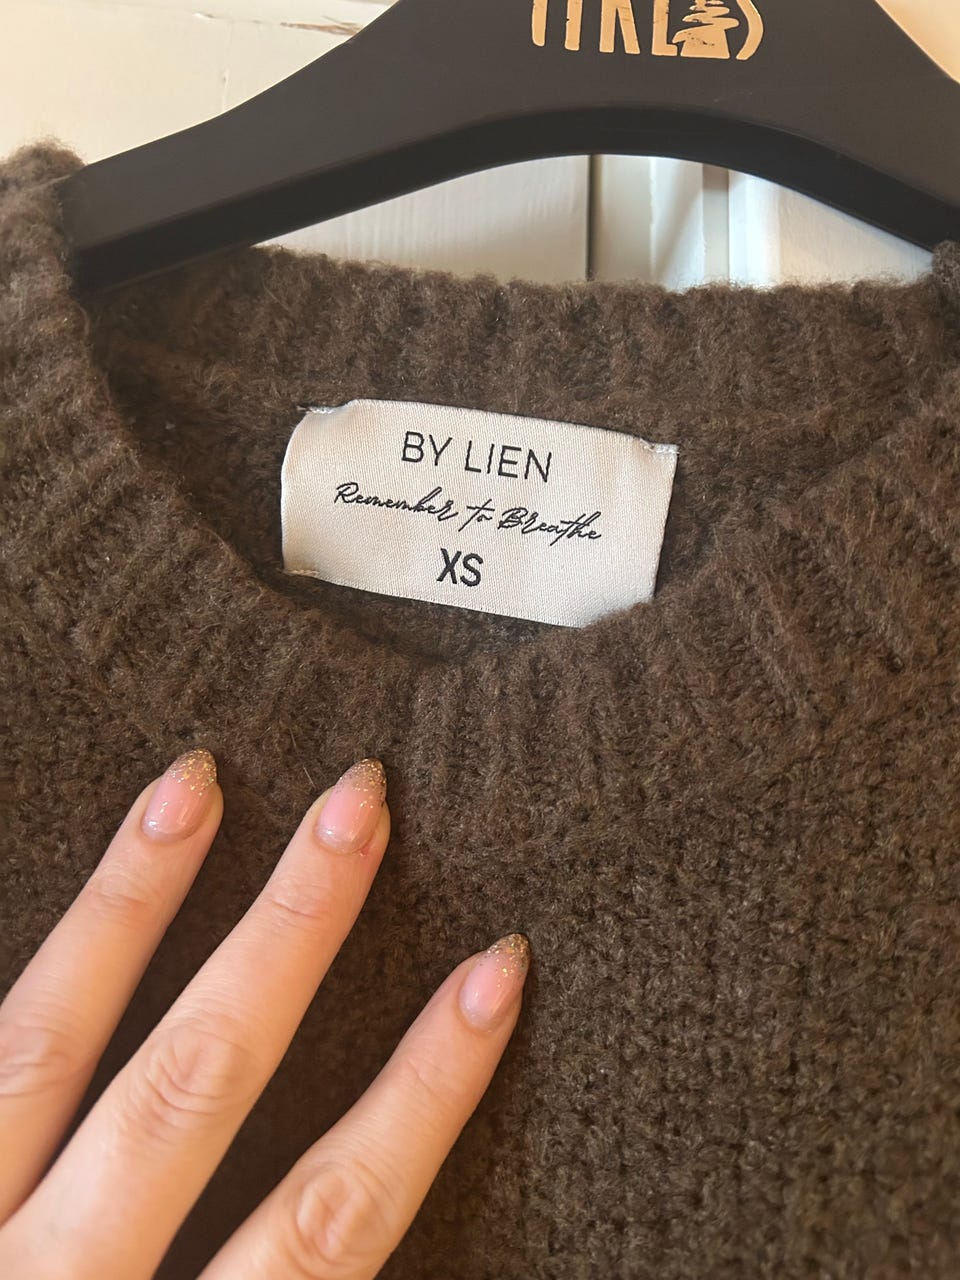 BY LIEN
Remember to Breathe
XS